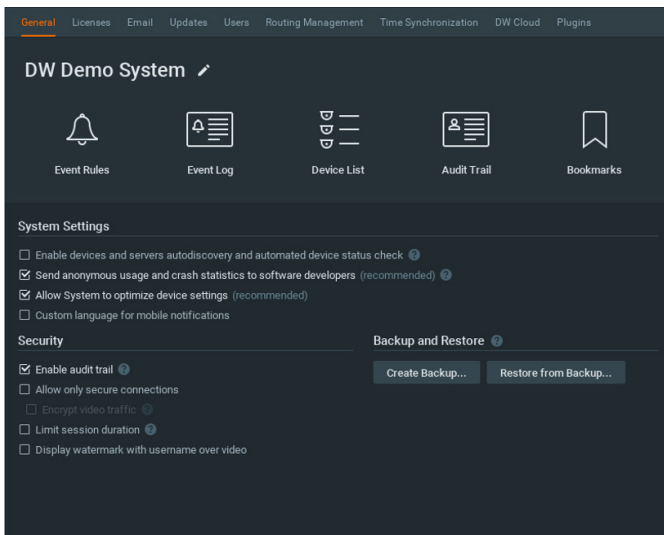 General Licenses Email Updates Users Routing Management Time Synchronization DW Cloud Plugins
DW Demo System
Event Rules Event Log Device List Audit Trail Bookmarks
System Settings
Enable devices and servers autodiscovery and automated device status check ?
Send anonymous usage and crash statistics to software developers (recommended) ?
Allow System to optimize device settings (recommended)
Custom language for mobile notifications
Security
Enable audit trail ?
Allow only secure connections
Encrypt video traffic ?
Limit session duration ?
Display watermark with username over video
Backup and Restore ?
Create Backup... Restore from Backup...